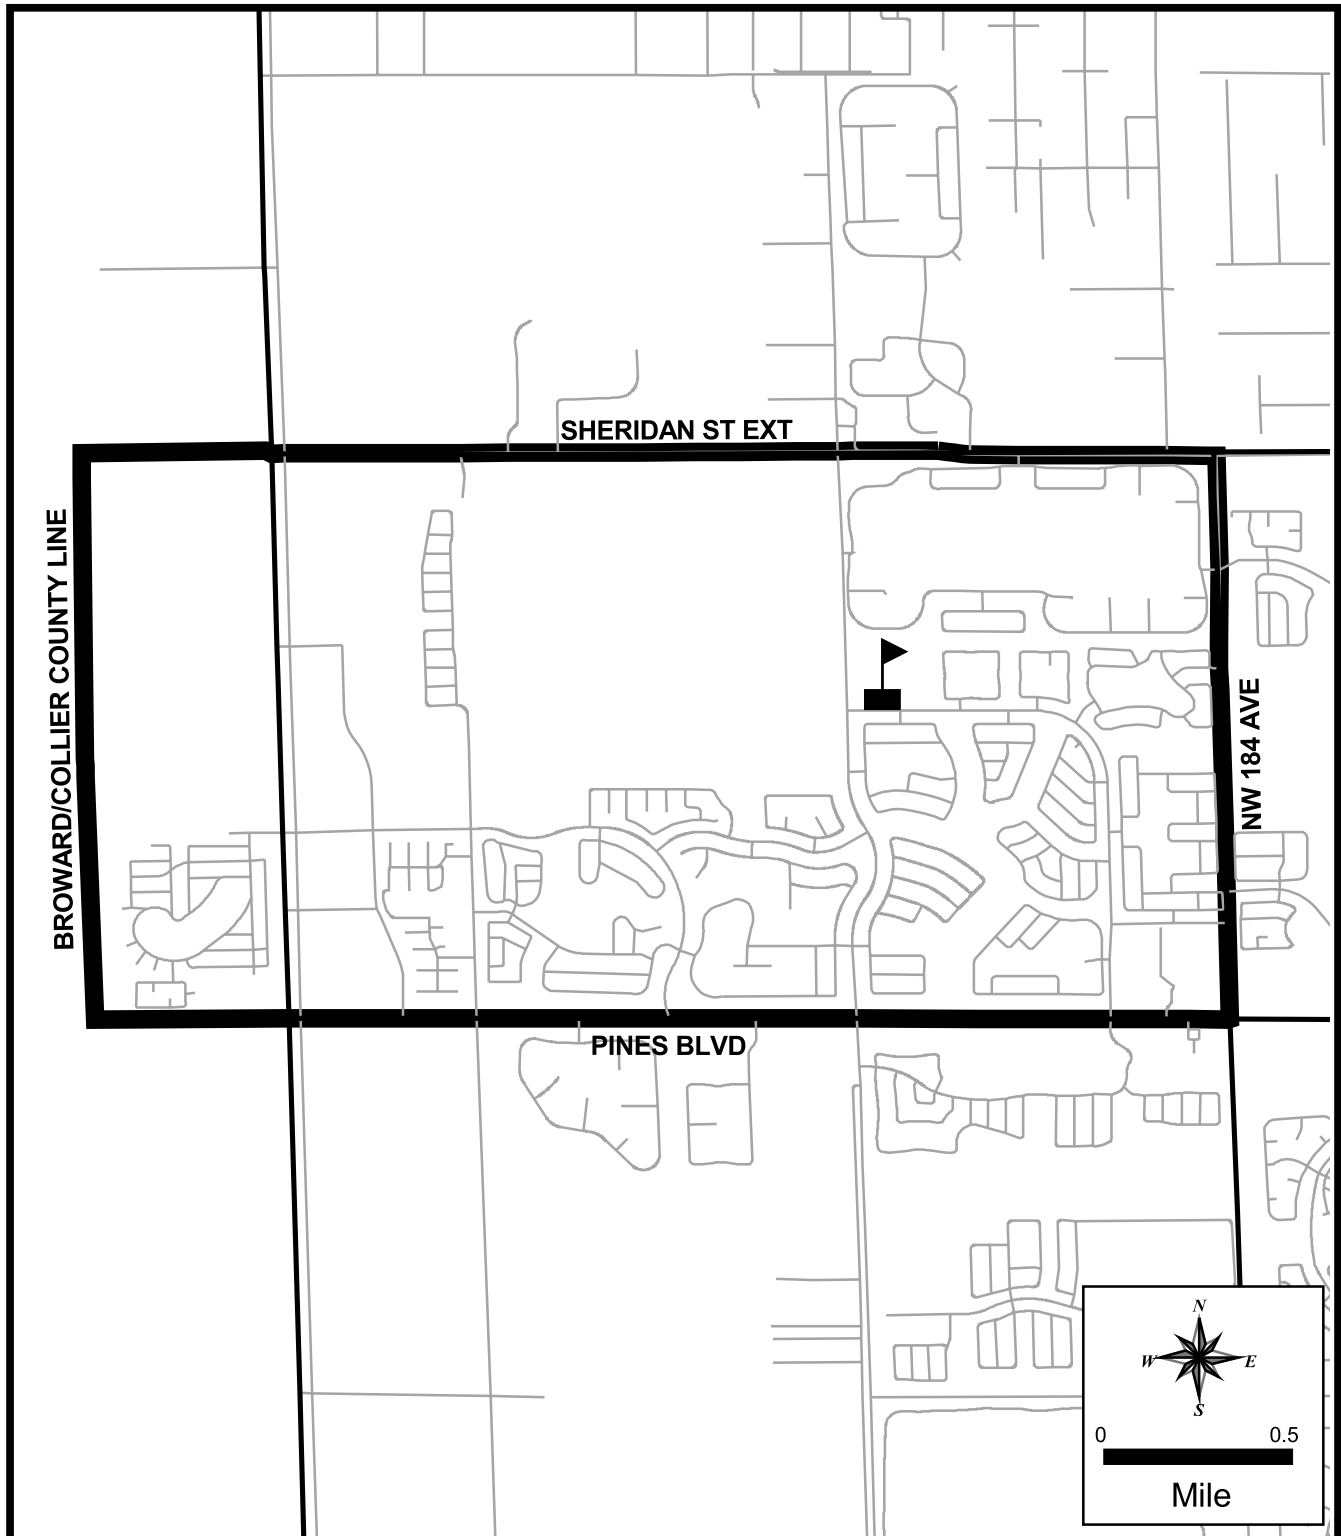 SHERIDAN ST EXT
BROWARD/COLLIER COUNTY LINE
NW 184 AVE
PINES BLVD
N
W E
S
0 0.5
Mile